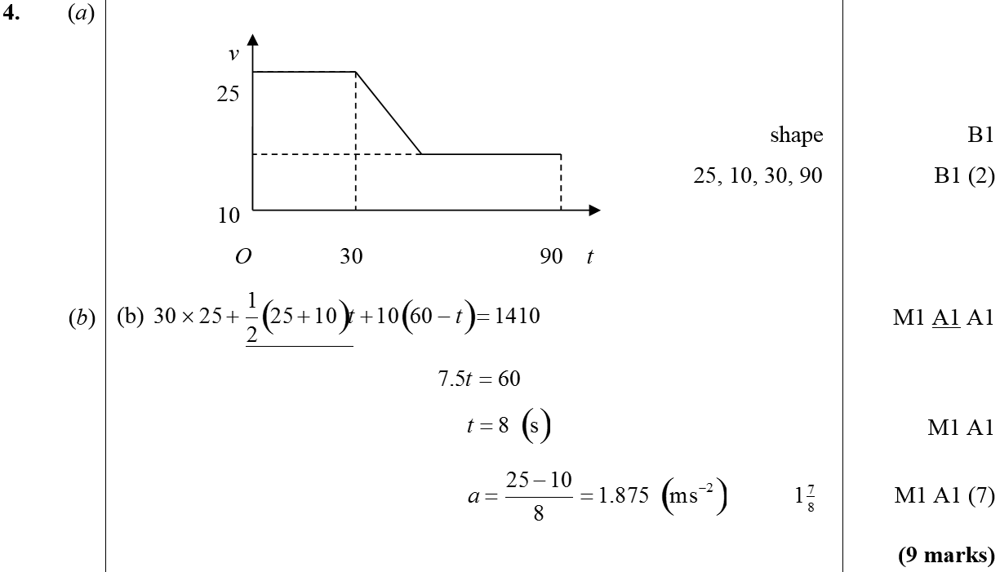 4. (a)
v
25
shape B1
25, 10, 30, 90 B1 (2)
10
O 30 90 t
(b) (b) 30 × 25 + 1/2 (25 + 10) t + 10 (60 − t) = 1410 M1 A1 A1
7.5t = 60
t = 8 (s) M1 A1
a = (25 − 10)/8 = 1.875 (ms⁻²) 1 7/8 M1 A1 (7)
(9 marks)